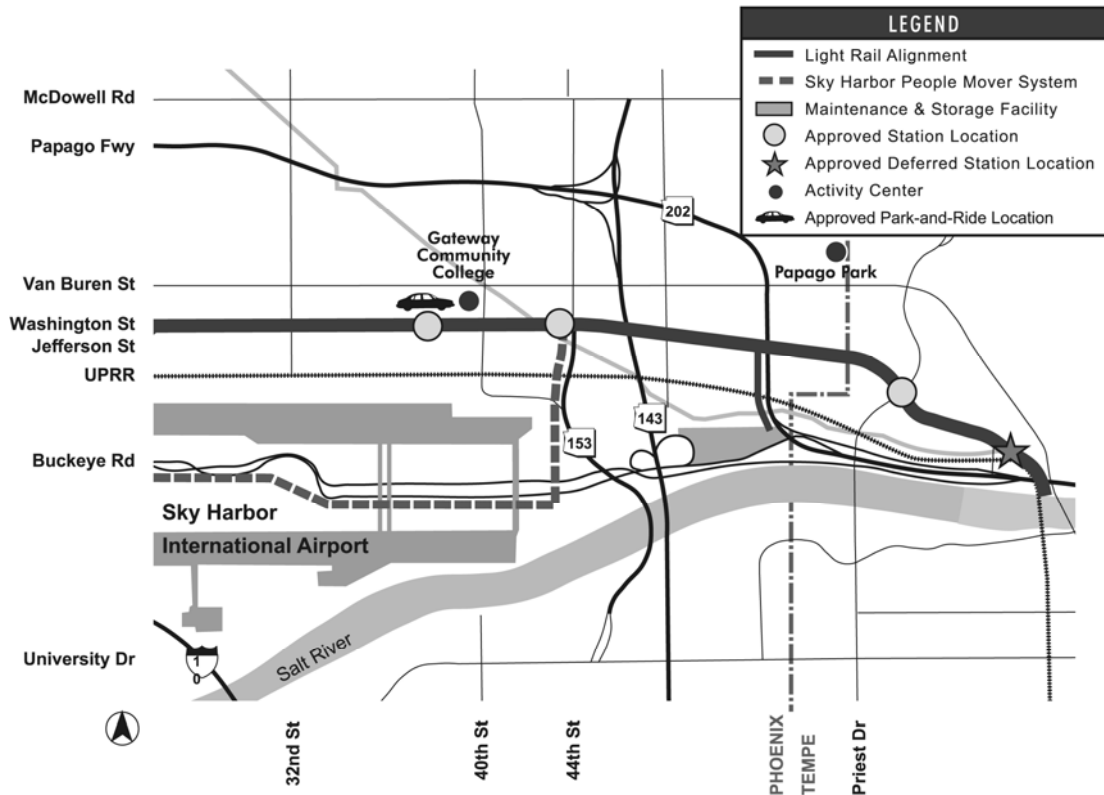 LEGEND
Light Rail Alignment
Sky Harbor People Mover System
Maintenance & Storage Facility
Approved Station Location
Approved Deferred Station Location
Activity Center
Approved Park-and-Ride Location
McDowell Rd
Papago Fwy
202
Gateway
Community
College
Papago Park
Van Buren St
Washington St
Jefferson St
UPRR
143
153
Buckeye Rd
Sky Harbor
International Airport
Salt River
University Dr
1
0
32nd St
40th St
44th St
PHOENIX
TEMPE
Priest Dr